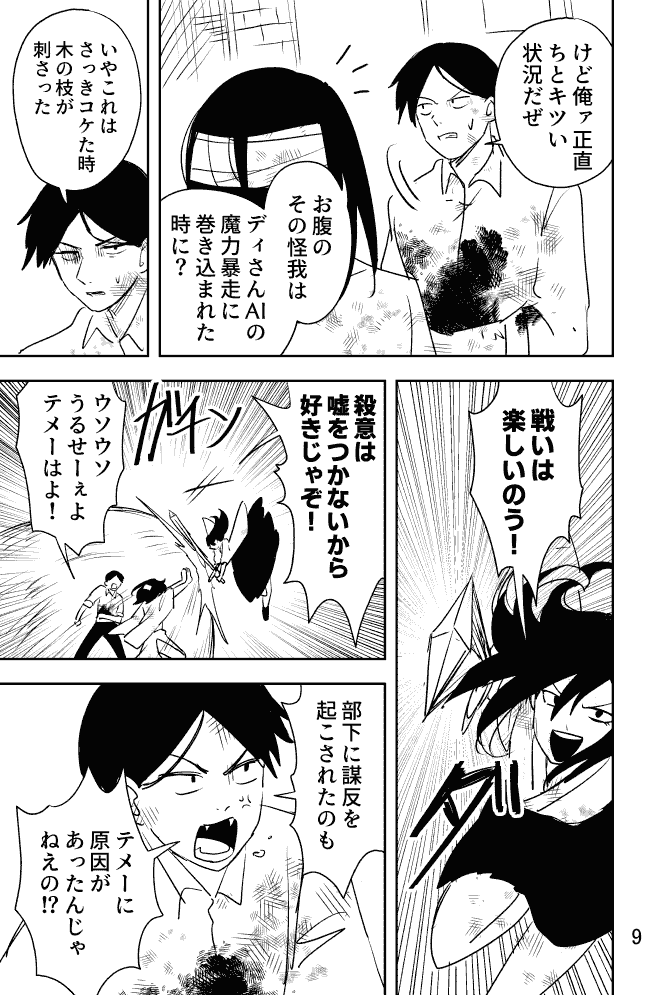 けど俺ァ正直
ちとキツい
状況だぜ
お腹の
その怪我は
ディさんAIの
魔力暴走に
巻き込まれた
時に?
いやこれは
さっきコケた時
木の枝が
刺さった
戦いは
楽しいのう!
ダッ
殺意は
嘘をつかないから
好きじゃぞ!
ガチン
ウソウソ
うるせーぇよ
テメーはよ!
部下に謀反を
起こされたのも
テメーに
原因が
あったんじゃ
ねえの!?
9